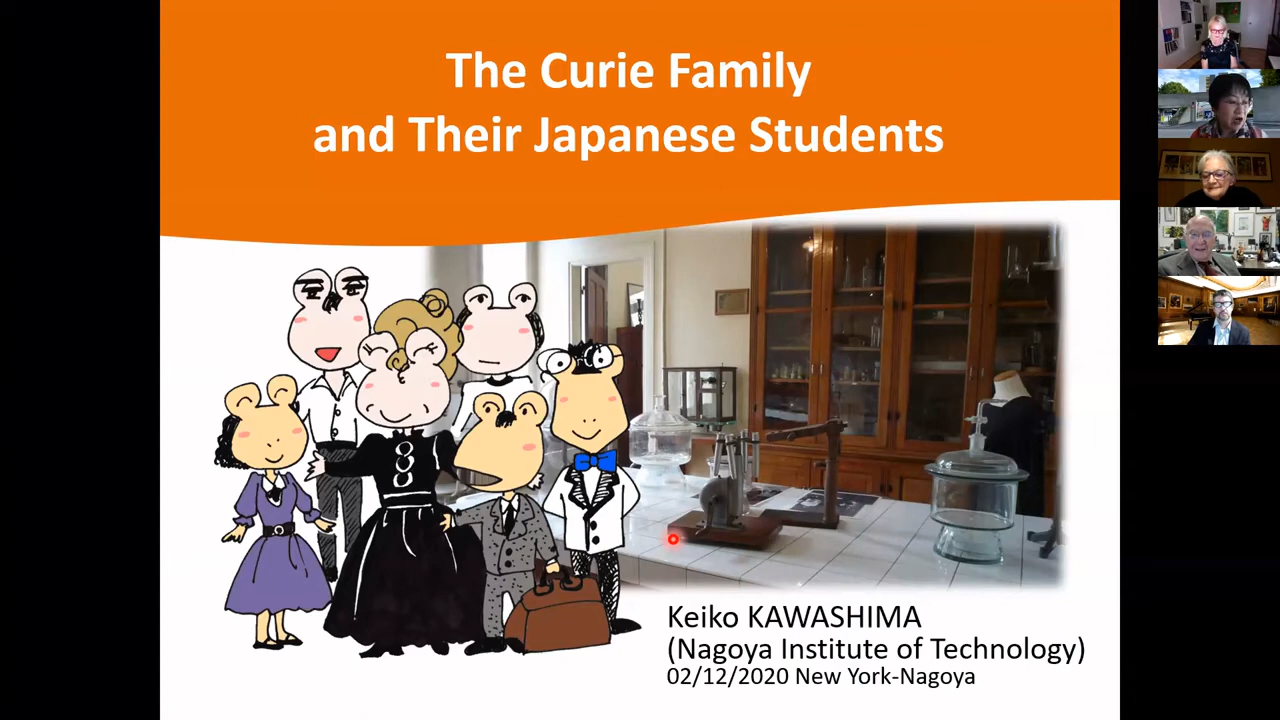 The Curie Family
and Their Japanese Students
Keiko KAWASHIMA
(Nagoya Institute of Technology)
02/12/2020 New York-Nagoya